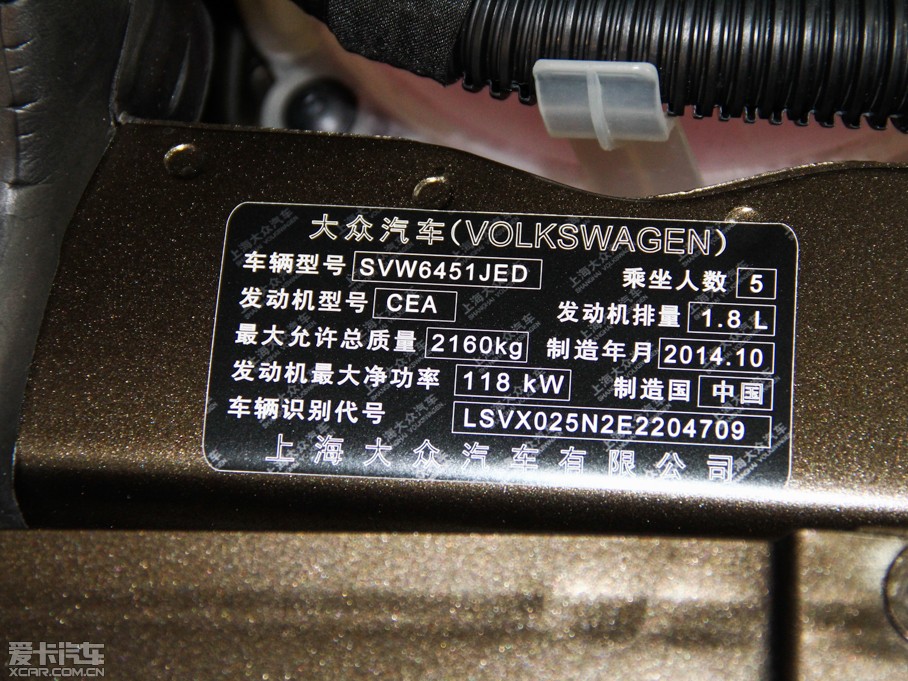 大众汽车(VOLKSWAGEN)
车辆型号 SVW6451JED 乘坐人数 5
发动机型号 CEA 发动机排量 1.8 L
最大允许总质量 2160kg 制造年月 2014.10
发动机最大净功率 118 kW 制造国 中国
车辆识别代号 LSVX025N2E2204709
上海大众汽车有限公司
爱卡汽车
XCAR.COM.CN